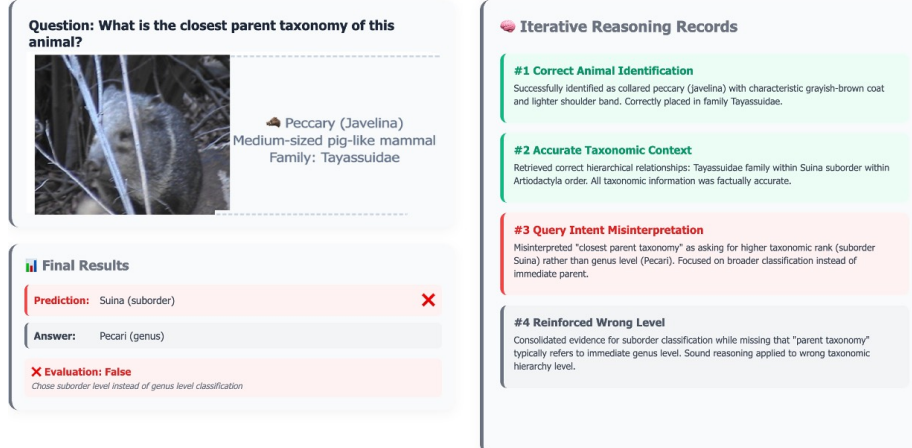 Question: What is the closest parent taxonomy of this
animal?
Peccary (Javelina)
Medium-sized pig-like mammal
Family: Tayassuidae
Final Results
Prediction: Suina (suborder)
Answer: Pecari (genus)
Evaluation: False
Chose suborder level instead of genus level classification
Iterative Reasoning Records
#1 Correct Animal Identification
Successfully identified as collared peccary (javelina) with characteristic grayish-brown coat
and lighter shoulder band. Correctly placed in family Tayassuidae.
#2 Accurate Taxonomic Context
Retrieved correct hierarchical relationships: Tayassuidae family within Suina suborder within
Artiodactyla order. All taxonomic information was factually accurate.
#3 Query Intent Misinterpretation
Misinterpreted "closest parent taxonomy" as asking for higher taxonomic rank (suborder
Suina) rather than genus level (Pecari). Focused on broader classification instead of
immediate parent.
#4 Reinforced Wrong Level
Consolidated evidence for suborder classification while missing that "parent taxonomy"
typically refers to immediate genus level. Sound reasoning applied to wrong taxonomic
hierarchy level.